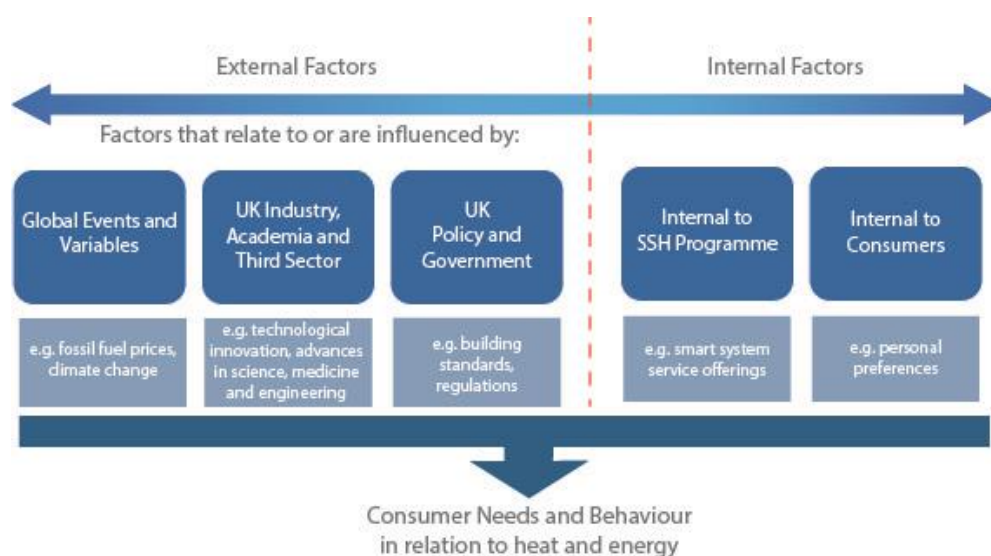 External Factors
Internal Factors
Factors that relate to or are influenced by:
Global Events and
Variables
UK Industry,
Academia and
Third Sector
UK
Policy and
Government
Internal to
SSH Programme
Internal to
Consumers
e.g. fossil fuel prices,
climate change
e.g. technological
innovation, advances
in science, medicine
and engineering
e.g. building
standards,
regulations
e.g. smart system
service offerings
e.g. personal
preferences
Consumer Needs and Behaviour
in relation to heat and energy